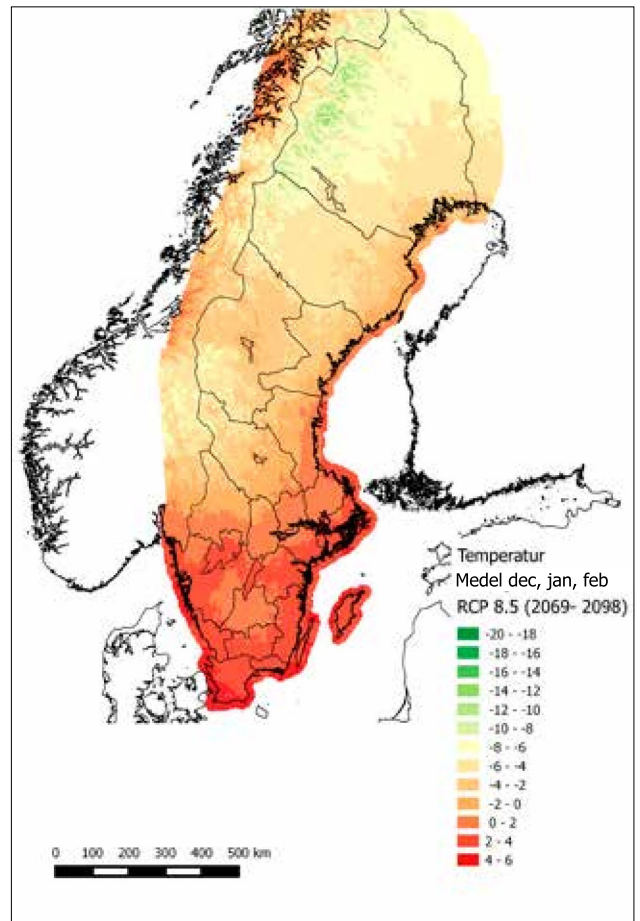 Temperatur
Medel dec, jan, feb
RCP 8.5 (2069- 2098)
-20 - -18
-18 - -16
-16 - -14
-14 - -12
-12 - -10
-10 - -8
-8 - -6
-6 - -4
-4 - -2
-2 - 0
0 - 2
2 - 4
4 - 6
0 100 200 300 400 500 km